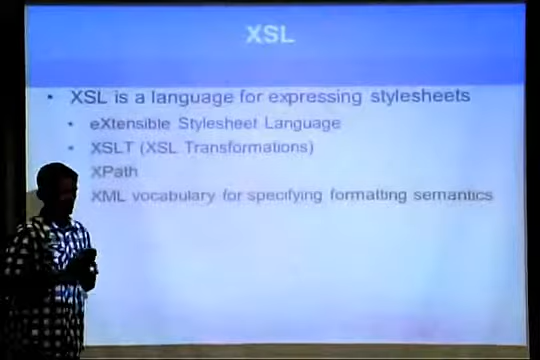 XSL
• XSL is a language for expressing stylesheets
• eXtensible Stylesheet Language
• XSLT (XSL Transformations)
XPath
XML vocabulary for specifying formatting semantics